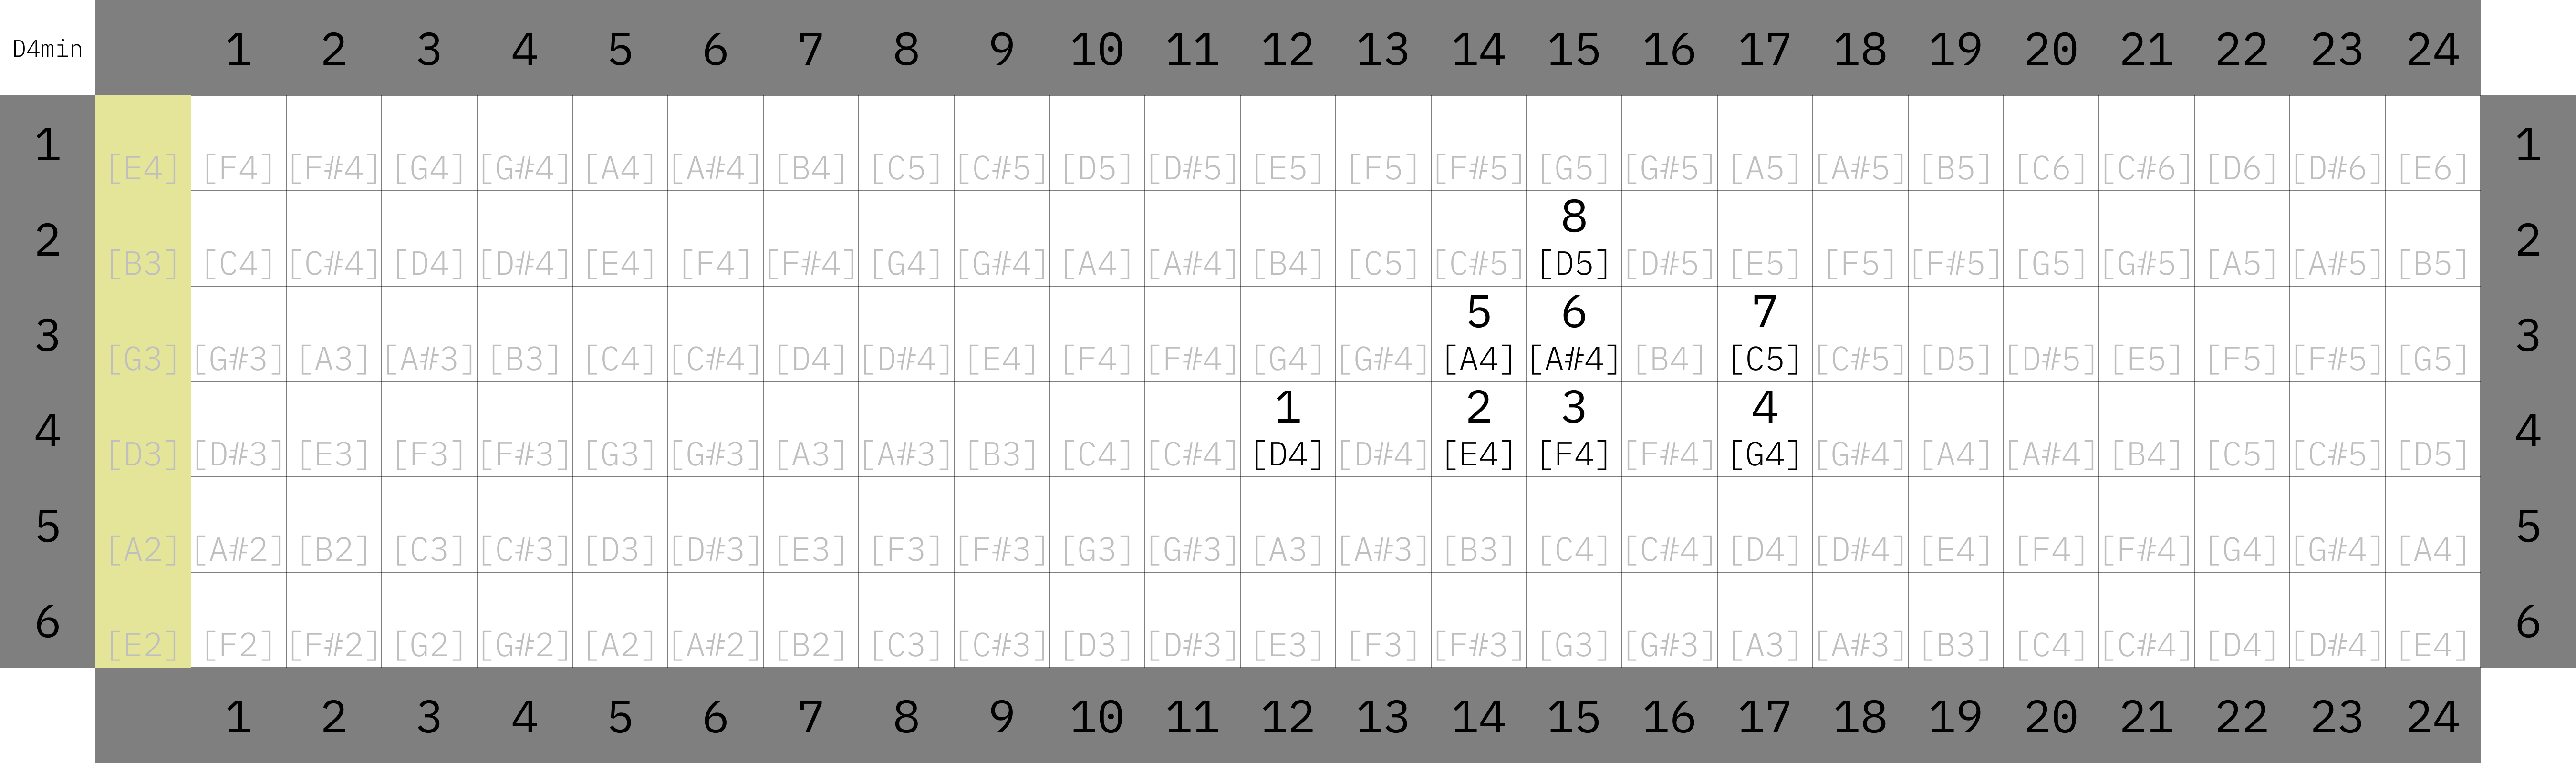 D4min 1 2 3 4 5 6 7 8 9 10 11 12 13 14 15 16 17 18 19 20 21 22 23 24
1 1
[E4] [F4] [F#4] [G4] [G#4] [A4] [A#4] [B4] [C5] [C#5] [D5] [D#5] [E5] [F5] [F#5] [G5] [G#5] [A5] [A#5] [B5] [C6] [C#6] [D6] [D#6] [E6]
2 8 2
[B3] [C4] [C#4] [D4] [D#4] [E4] [F4] [F#4] [G4] [G#4] [A4] [A#4] [B4] [C5] [C#5] [D5] [D#5] [E5] [F5] [F#5] [G5] [G#5] [A5] [A#5] [B5]
3 5 6 7 3
[G3] [G#3] [A3] [A#3] [B3] [C4] [C#4] [D4] [D#4] [E4] [F4] [F#4] [G4] [G#4] [A4] [A#4] [B4] [C5] [C#5] [D5] [D#5] [E5] [F5] [F#5] [G5]
4 1 2 3 4 4
[D3] [D#3] [E3] [F3] [F#3] [G3] [G#3] [A3] [A#3] [B3] [C4] [C#4] [D4] [D#4] [E4] [F4] [F#4] [G4] [G#4] [A4] [A#4] [B4] [C5] [C#5] [D5]
5 5
[A2] [A#2] [B2] [C3] [C#3] [D3] [D#3] [E3] [F3] [F#3] [G3] [G#3] [A3] [A#3] [B3] [C4] [C#4] [D4] [D#4] [E4] [F4] [F#4] [G4] [G#4] [A4]
6 6
[E2] [F2] [F#2] [G2] [G#2] [A2] [A#2] [B2] [C3] [C#3] [D3] [D#3] [E3] [F3] [F#3] [G3] [G#3] [A3] [A#3] [B3] [C4] [C#4] [D4] [D#4] [E4]
1 2 3 4 5 6 7 8 9 10 11 12 13 14 15 16 17 18 19 20 21 22 23 24